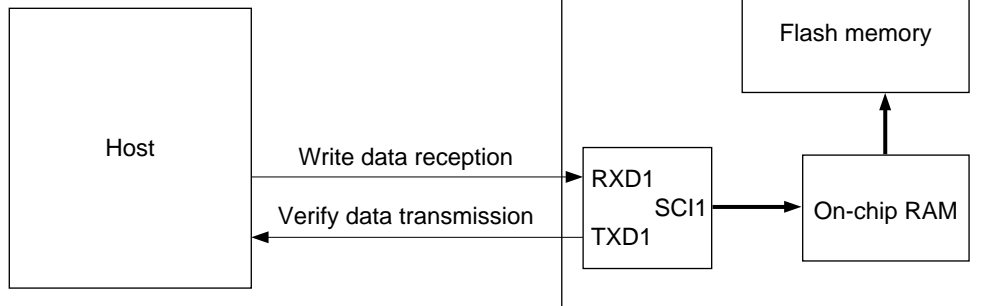 Flash memory
Host
Write data reception
RXD1
SCI1
On-chip RAM
Verify data transmission
TXD1